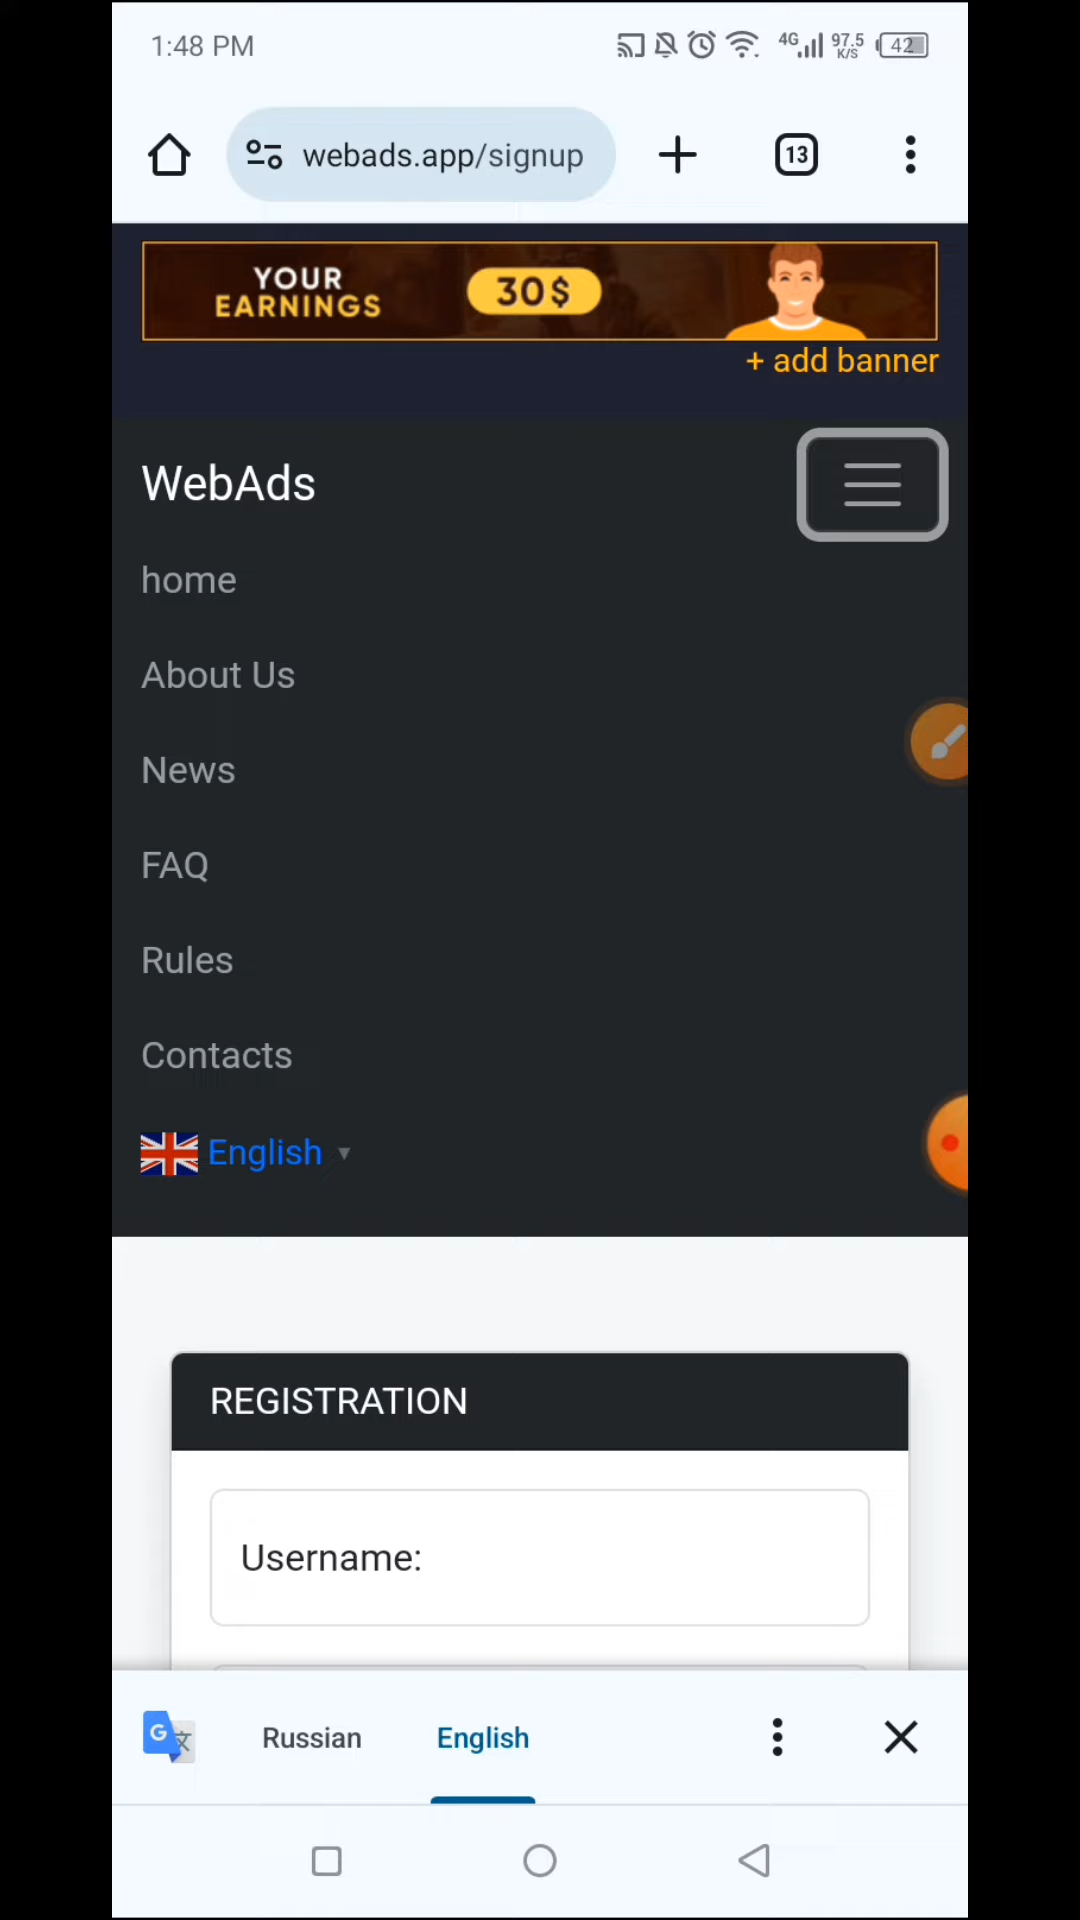 1:48 PM
4G
97.5
K/S
42
webads.app/signup
13
YOUR
EARNINGS
30$
+ add banner
WebAds
home
About Us
News
FAQ
Rules
Contacts
English ▼
REGISTRATION
Username:
G 文
Russian
English